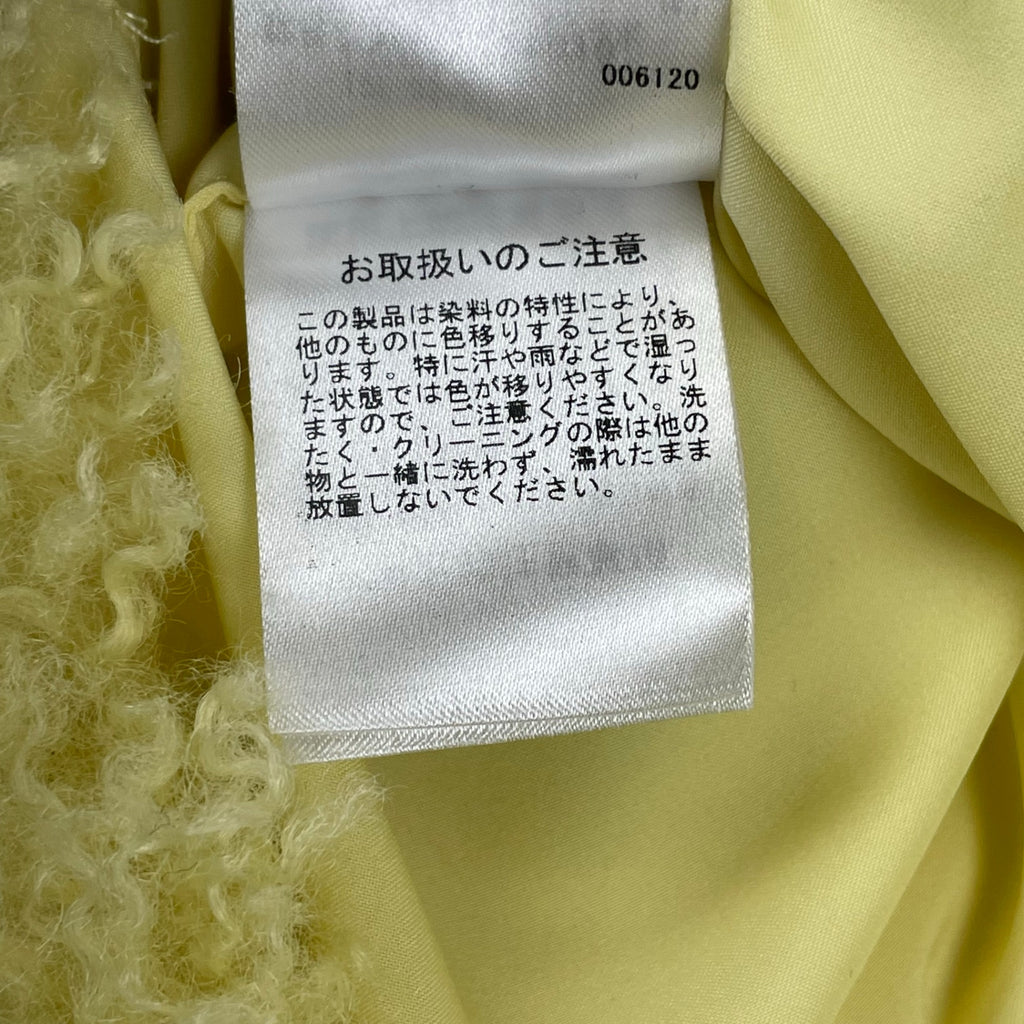 006120
お取扱いのご注意
この製品は染料の特性により、
他のものに色移りすることがあ
ります。特に汗や雨などで湿っ
た状態では色が移りやすくなり
ますので、ご注意ください。洗
たく・クリーニングの際は他の
物と一緒に洗わず、濡れたまま
放置しないでください。